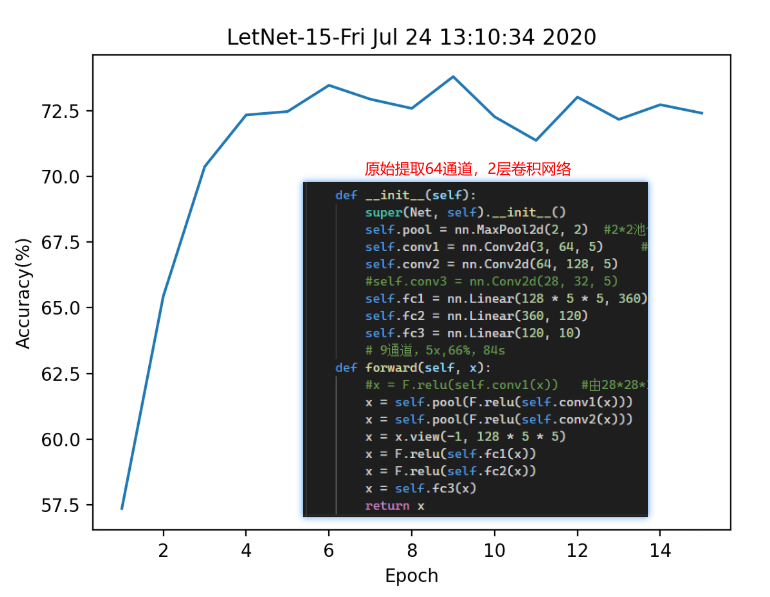 LetNet-15-Fri Jul 24 13:10:34 2020
72.5
70.0
67.5
65.0
62.5
60.0
57.5
Accuracy(%)
原始提取64通道，2层卷积网络
def __init__(self):
super(Net, self).__init__()
self.pool = nn.MaxPool2d(2, 2)  #2*2池
self.conv1 = nn.Conv2d(3, 64, 5)     #
self.conv2 = nn.Conv2d(64, 128, 5)
#self.conv3 = nn.Conv2d(28, 32, 5)
self.fc1 = nn.Linear(128 * 5 * 5, 360)
self.fc2 = nn.Linear(360, 120)
self.fc3 = nn.Linear(120, 10)
# 9通道，5x,66%，84s
def forward(self, x):
#x = F.relu(self.conv1(x))   #由28*28*
x = self.pool(F.relu(self.conv1(x)))
x = self.pool(F.relu(self.conv2(x)))
x = x.view(-1, 128 * 5 * 5)
x = F.relu(self.fc1(x))
x = F.relu(self.fc2(x))
x = self.fc3(x)
return x
2 4 6 8 10 12 14
Epoch